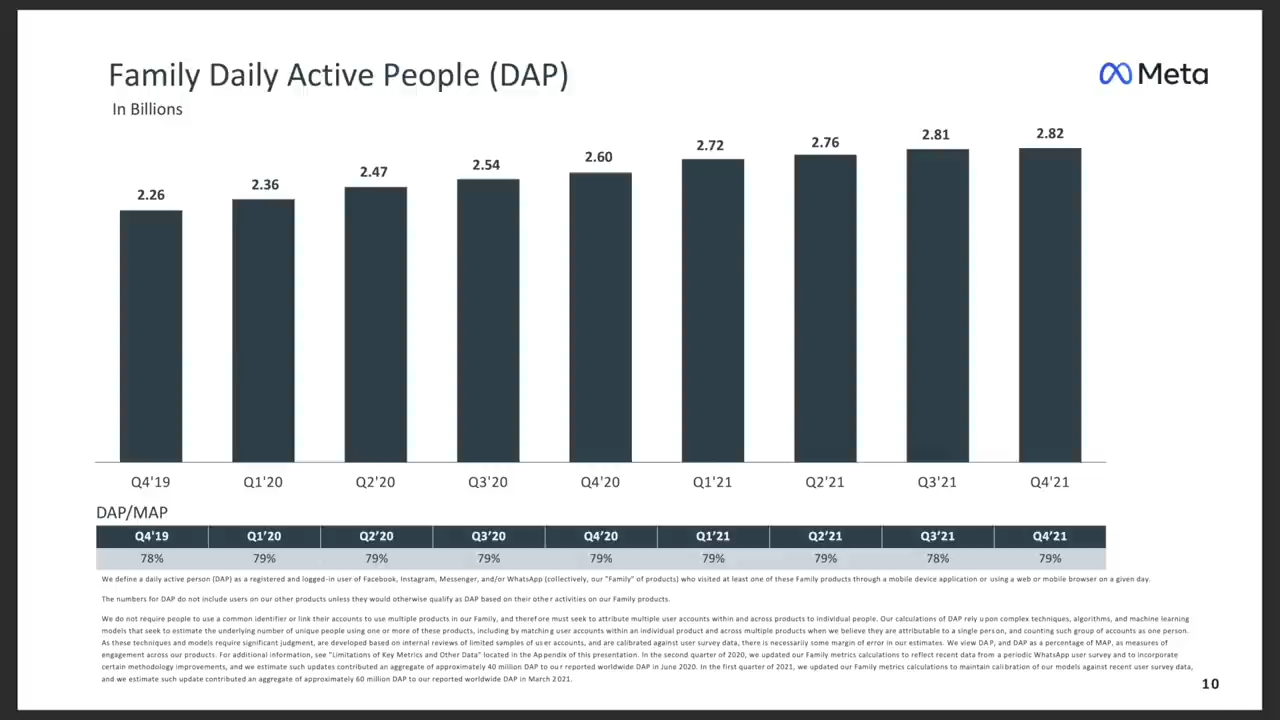 Family Daily Active People (DAP)
Meta
In Billions
2.26 2.36 2.47 2.54 2.60 2.72 2.76 2.81 2.82
Q4'19 Q1'20 Q2'20 Q3'20 Q4'20 Q1'21 Q2'21 Q3'21 Q4'21
DAP/MAP
Q4'19 Q1’20 Q2’20 Q3’20 Q4’20 Q1’21 Q2’21 Q3’21 Q4’21
78% 79% 79% 79% 79% 79% 79% 78% 79%
We define a daily active person (DAP) as a registered and logged-in user of Facebook, Instagram, Messenger, and/or WhatsApp (collectively, our "Family" of products) who visited at least one of these Family products through a mobile device application or using a web or mobile browser on a given day.
The numbers for DAP do not include users on our other products unless they would otherwise qualify as DAP based on their other activities on our Family products.
We do not require people to use a common identifier or link their accounts to use multiple products in our Family, and therefore must seek to attribute multiple user accounts within and across products to individual people. Our calculations of DAP rely upon complex techniques, algorithms, and machine learning
models that seek to estimate the underlying number of unique people using one or more of these products, including by matching user accounts within an individual product and across multiple products when we believe they are attributable to a single person, and counting such group of accounts as one person.
As these techniques and models require significant judgment, are developed based on internal reviews of limited samples of user accounts, and are calibrated against user survey data, there is necessarily some margin of error in our estimates. We view DAP, and DAP as a percentage of MAP, as measures of
engagement across our products. For additional information, see "Limitations of Key Metrics and Other Data" located in the Appendix of this presentation. In the second quarter of 2020, we updated our Family metrics calculations to reflect recent data from a periodic WhatsApp user survey and to incorporate
certain methodology improvements, and we estimate such updates contributed an aggregate of approximately 40 million DAP to our reported worldwide DAP in June 2020. In the first quarter of 2021, we updated our Family metrics calculations to maintain calibration of our models against recent user survey data,
and we estimate such update contributed an aggregate of approximately 60 million DAP to our reported worldwide DAP in March 2021.
10